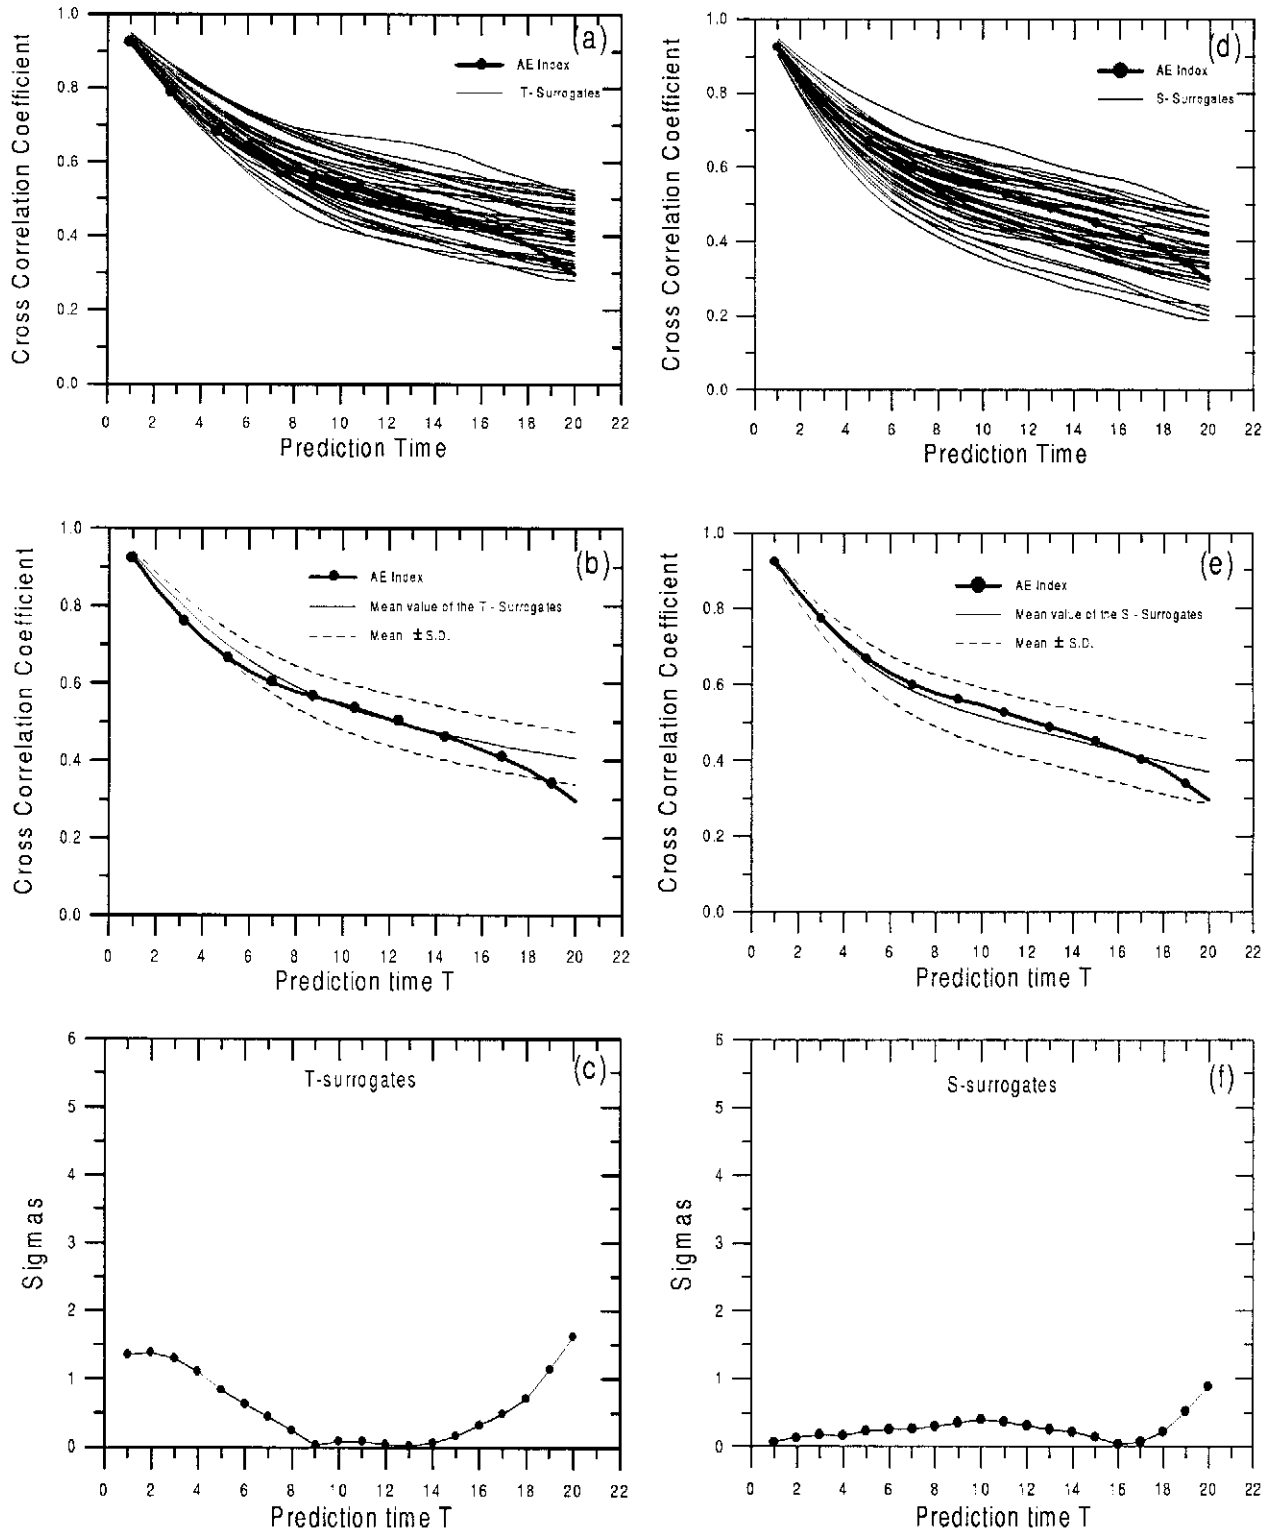 (a)
Cross Correlation Coefficient
1.0
0.8
0.6
0.4
0.2
0.0
AE Index
T- Surrogates
0 2 4 6 8 10 12 14 16 18 20 22
Prediction Time
(d)
Cross Correlation Coefficient
1.0
0.8
0.6
0.4
0.2
0.0
AE Index
S- Surrogates
0 2 4 6 8 10 12 14 16 18 20 22
Prediction Time
(b)
Cross Correlation Coefficient
1.0
0.8
0.6
0.4
0.2
0.0
AE Index
Mean value of the T - Surrogates
Mean ± S.D.
0 2 4 6 8 10 12 14 16 18 20 22
Prediction time T
(e)
Cross Correlation Coefficient
1.0
0.8
0.6
0.4
0.2
0.0
AE Index
Mean value of the S - Surrogates
Mean ± S.D.
0 2 4 6 8 10 12 14 16 18 20 22
Prediction time T
(c)
T-surrogates
Sigmas
6
5
4
3
2
1
0
0 2 4 6 8 10 12 14 16 18 20 22
Prediction time T
(f)
S-surrogates
Sigmas
6
5
4
3
2
1
0
0 2 4 6 8 10 12 14 16 18 20 22
Prediction time T